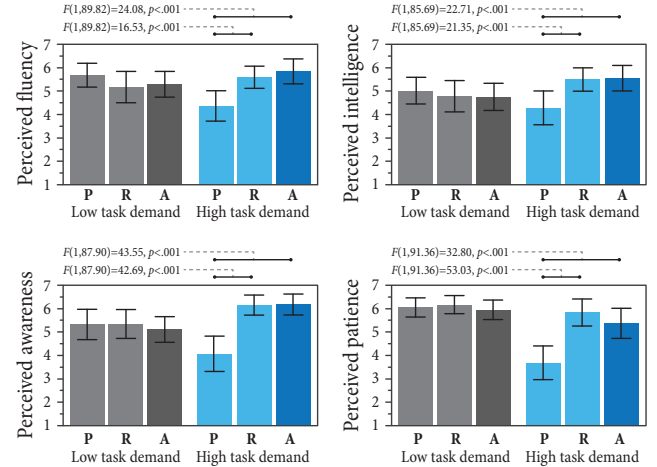 F(1,89.82)=24.08, p<.001
F(1,89.82)=16.53, p<.001
Perceived fluency
7
6
5
4
3
2
1
P R A P R A
Low task demand High task demand
F(1,85.69)=22.71, p<.001
F(1,85.69)=21.35, p<.001
Perceived intelligence
7
6
5
4
3
2
1
P R A P R A
Low task demand High task demand
F(1,87.90)=43.55, p<.001
F(1,87.90)=42.69, p<.001
Perceived awareness
7
6
5
4
3
2
1
P R A P R A
Low task demand High task demand
F(1,91.36)=32.80, p<.001
F(1,91.36)=53.03, p<.001
Perceived patience
7
6
5
4
3
2
1
P R A P R A
Low task demand High task demand